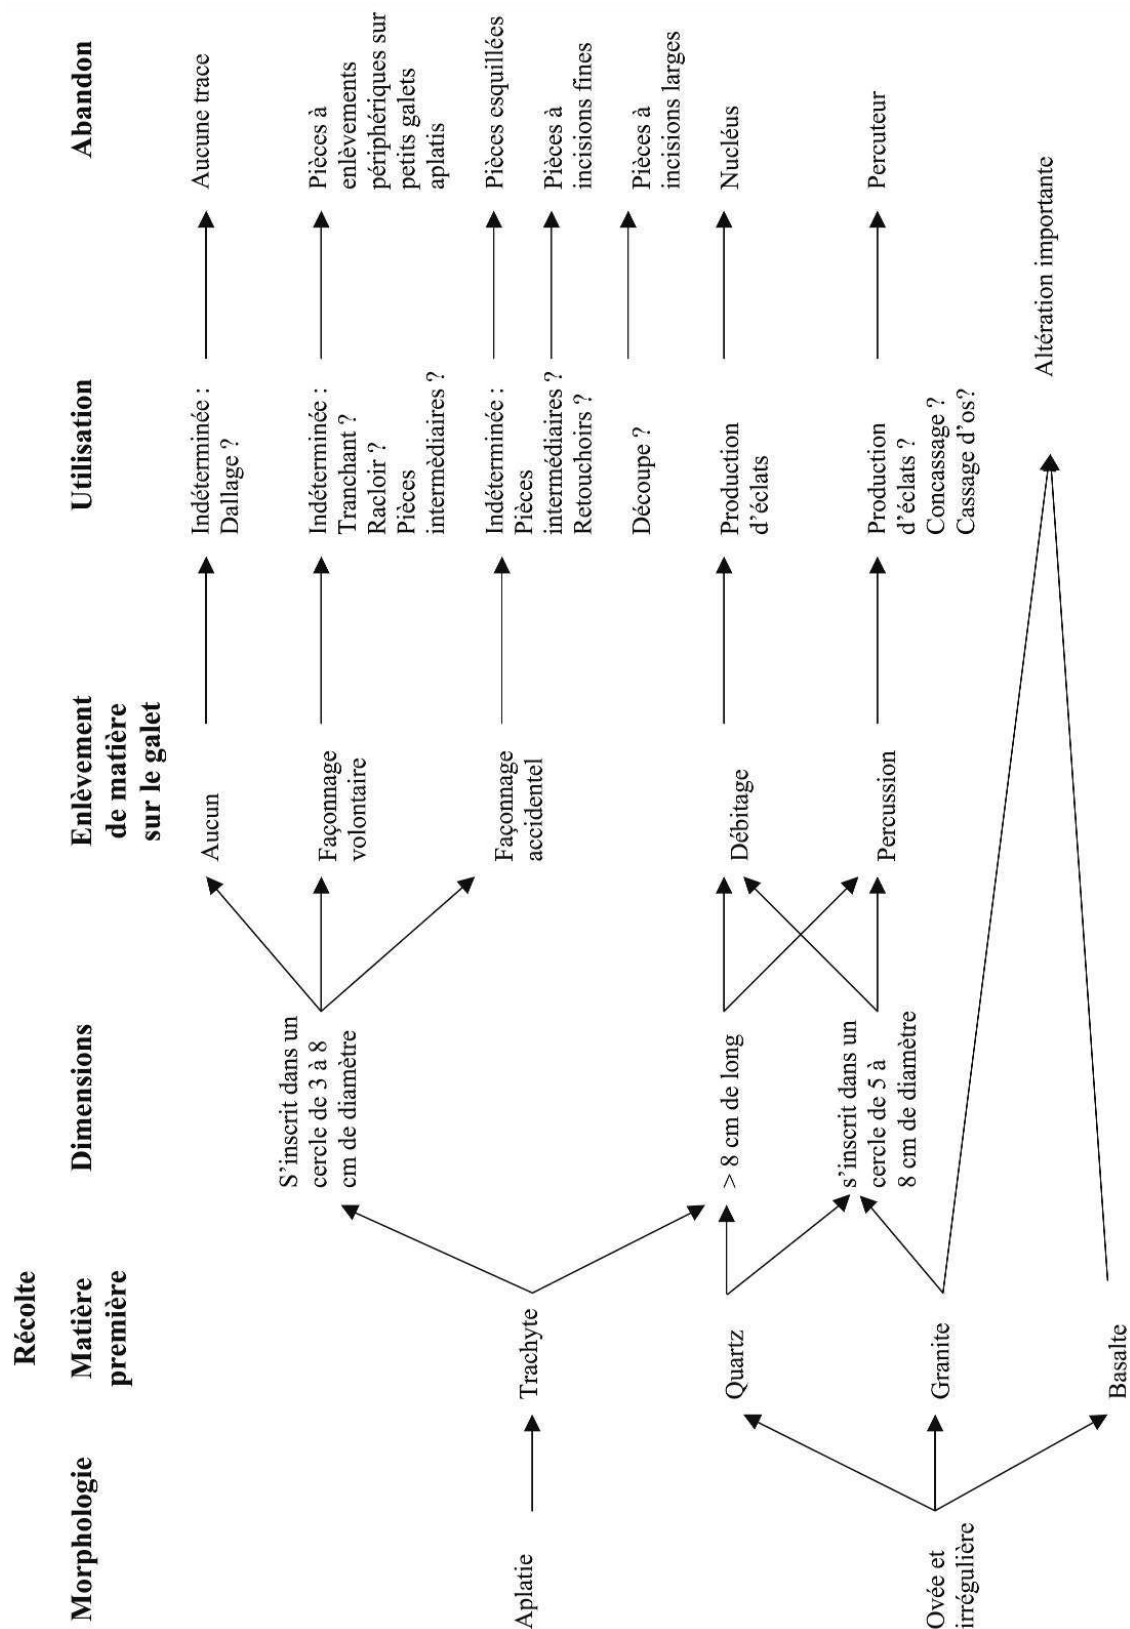 Récolte
Morphologie
Matière
première
Dimensions
Enlèvement
de matière
sur le galet
Utilisation
Abandon
Aplatie
Ovée et
irrégulière
Trachyte
Quartz
Granite
Basalte
S'inscrit dans un
cercle de 3 à 8
cm de diamètre
> 8 cm de long
s'inscrit dans un
cercle de 5 à
8 cm de diamètre
Aucun
Façonnage
volontaire
Façonnage
accidentel
Débitage
Percussion
Indéterminée :
Dallage ?
Indéterminée :
Tranchant ?
Racloir ?
Pièces
intermèdiaires ?
Indéterminée :
Pièces
intermédiaires ?
Retouchoirs ?
Découpe ?
Production
d'éclats
Production
d'éclats ?
Concassage ?
Cassage d'os?
Altération importante
Aucune trace
Pièces à
enlèvements
périphériques sur
petits galets
aplatis
Pièces esquillées
Pièces à
incisions fines
Pièces à
incisions larges
Nucléus
Percuteur